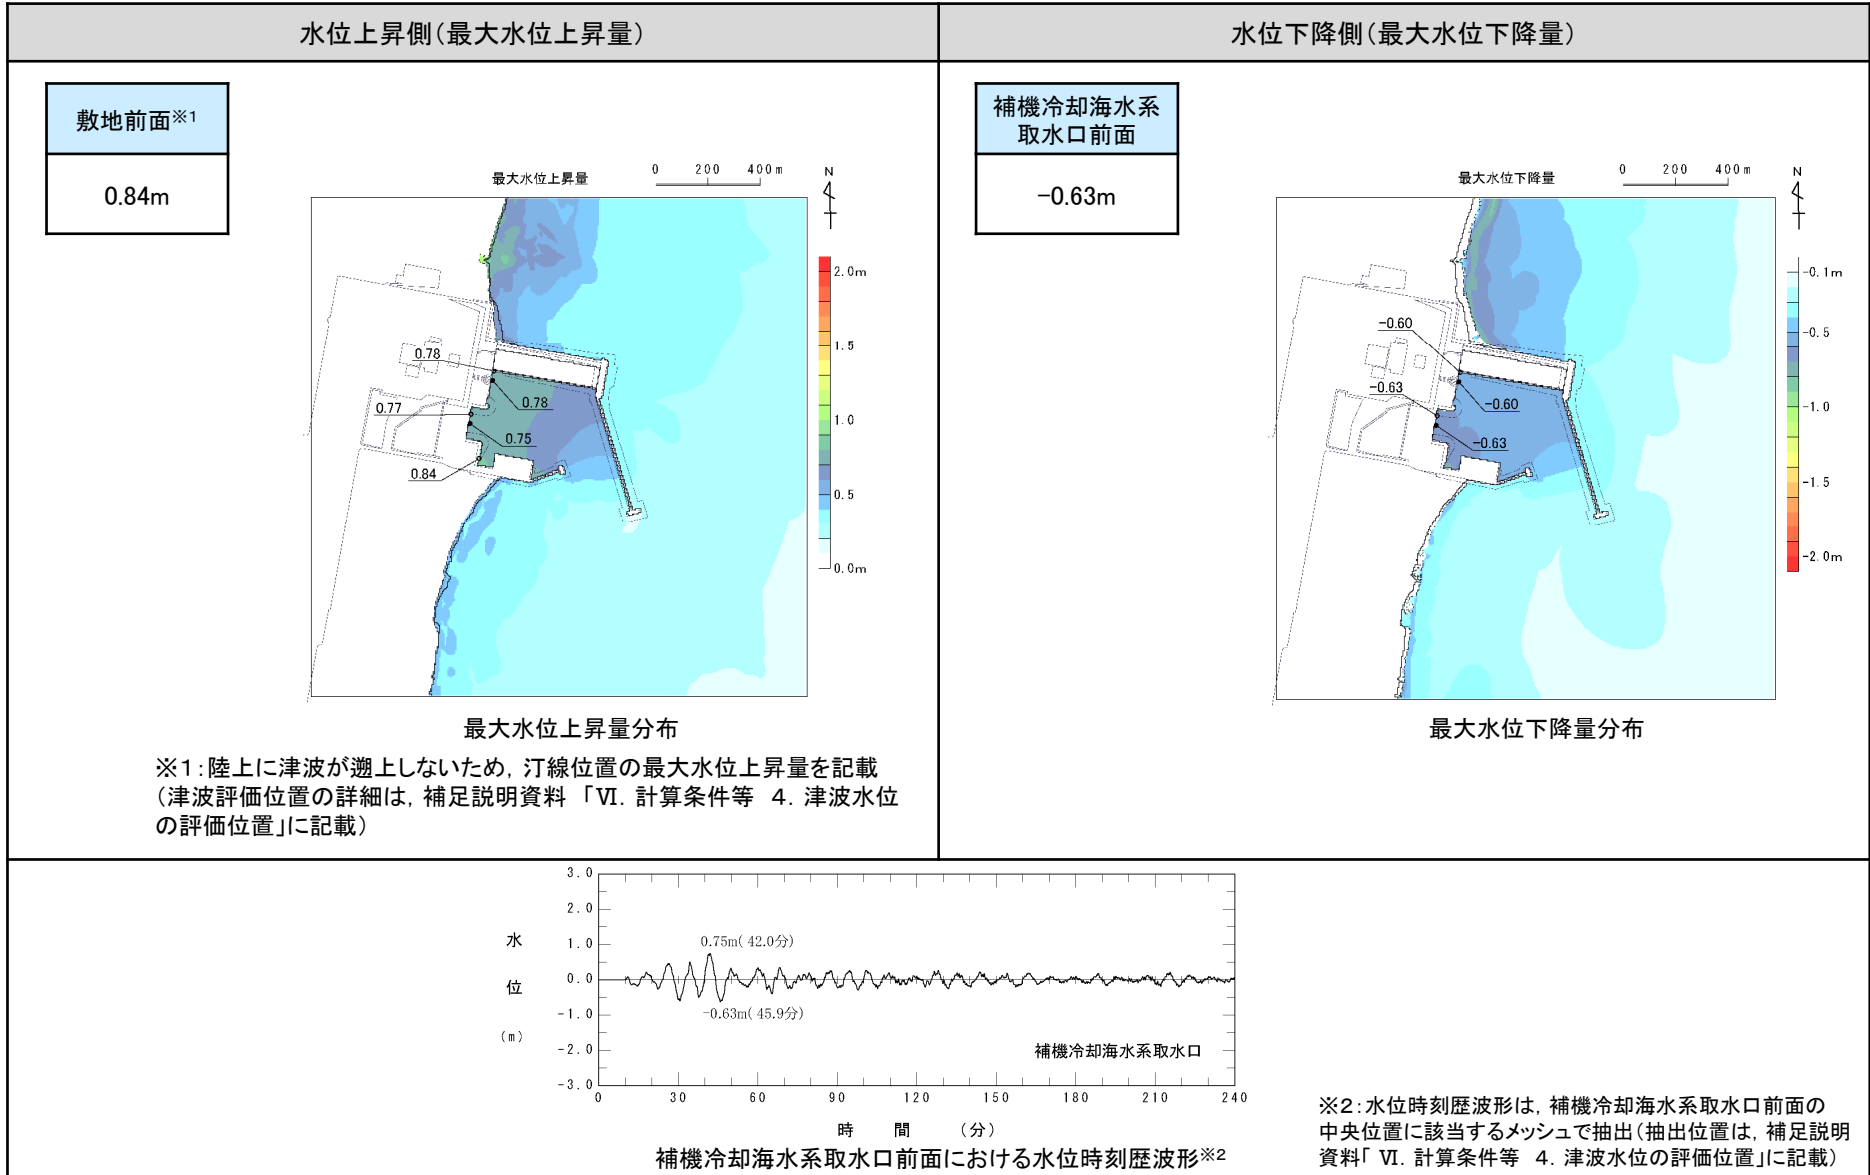 水位上昇側(最大水位上昇量)
水位下降側(最大水位下降量)
敷地前面※1
0.84m
最大水位上昇量
0 200 400m
N
2.0m
1.5
1.0
0.5
0.0m
0.78
0.78
0.77
0.75
0.84
最大水位上昇量分布
※1:陸上に津波が遡上しないため, 汀線位置の最大水位上昇量を記載
(津波評価位置の詳細は, 補足説明資料 「Ⅵ. 計算条件等 4. 津波水位
の評価位置」に記載)
補機冷却海水系
取水口前面
-0.63m
最大水位下降量
0 200 400m
N
-0.1m
-0.5
-1.0
-1.5
-2.0m
-0.60
-0.63
-0.60
-0.63
最大水位下降量分布
3.0
2.0
1.0
0.0
-1.0
-2.0
-3.0
水
位
(m)
0.75m( 42.0分)
-0.63m( 45.9分)
補機冷却海水系取水口
0 30 60 90 120 150 180 210 240
時 間 (分)
補機冷却海水系取水口前面における水位時刻歴波形※2
※2:水位時刻歴波形は, 補機冷却海水系取水口前面の
中央位置に該当するメッシュで抽出(抽出位置は, 補足説明
資料「 Ⅵ. 計算条件等 4. 津波水位の評価位置」に記載)